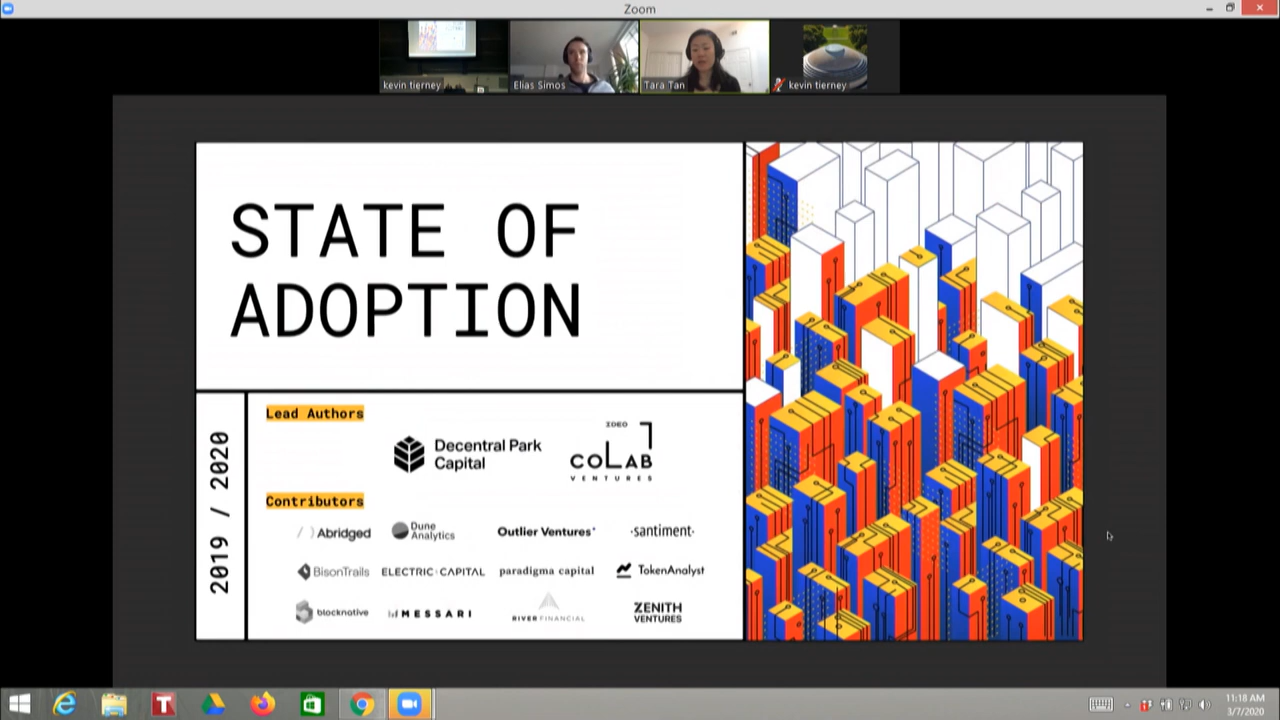 Zoom
kevin tierney
Elias Simos
Tara Tan
kevin tierney
STATE OF
ADOPTION
2019 / 2020
Lead Authors
Decentral Park
Capital
IDEO
COLAB
VENTURES
Contributors
Abridged
Dune
Analytics
Outlier Ventures
·santiment·
BisonTrails
ELECTRIC CAPITAL
paradigma capital
TokenAnalyst
blocknative
MESSARI
RIVER FINANCIAL
ZENITH
VENTURES
11:18 AM
3/7/2020